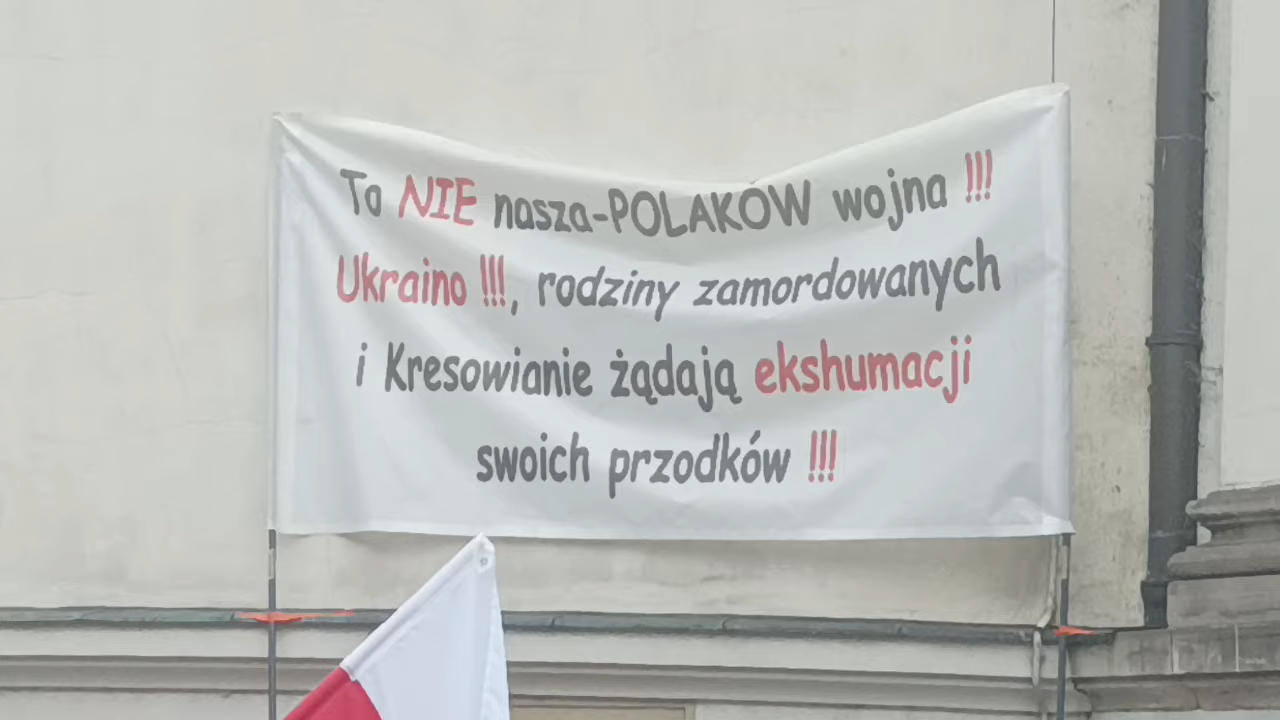 To NIE nasza-POLAKÓW wojna !!!
Ukraino !!!, rodziny zamordowanych
i Kresowianie żądają ekshumacji
swoich przodków !!!